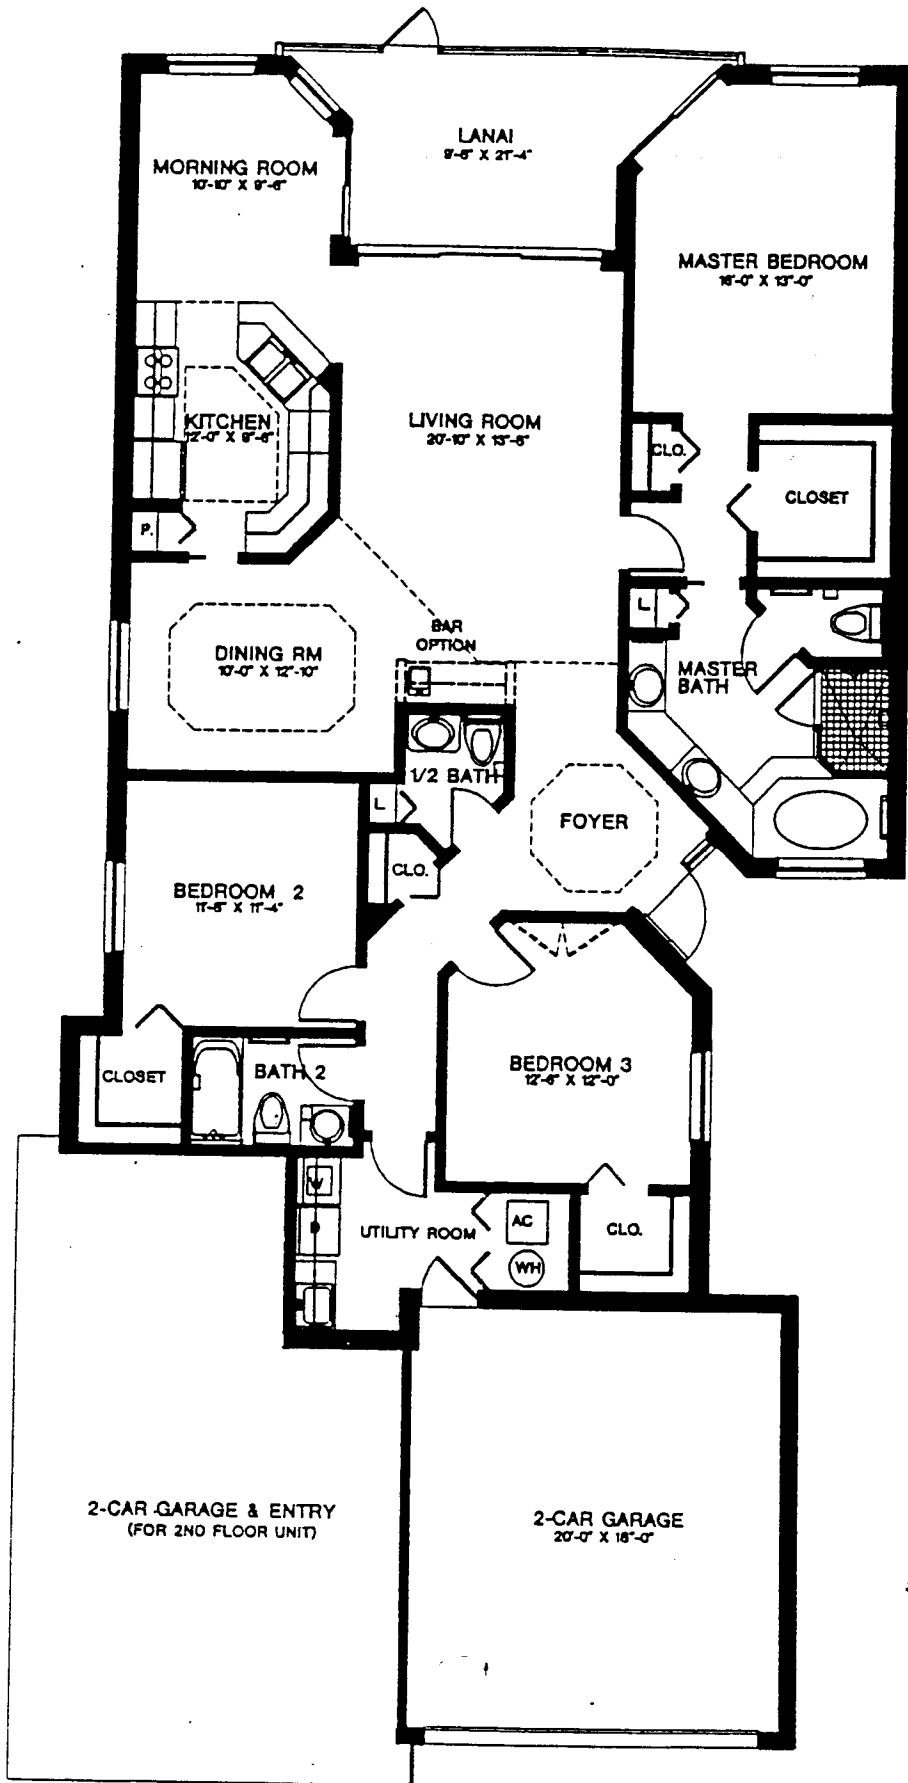 LANAI
9'-6" X 21'-4"
MORNING ROOM
10'-10" X 9'-6"
MASTER BEDROOM
16'-0" X 13'-0"
KITCHEN
12'-0" X 9'-6"
LIVING ROOM
20'-10" X 13'-6"
CLO.
CLOSET
P.
L
BAR
OPTION
DINING RM
10'-0" X 12'-10"
MASTER
BATH
1/2 BATH
L
FOYER
CLO.
BEDROOM 2
11'-6" X 11'-4"
BEDROOM 3
12'-6" X 12'-0"
CLOSET
BATH 2
W
D
UTILITY ROOM
AC
WH
CLO.
2-CAR GARAGE & ENTRY
(FOR 2ND FLOOR UNIT)
2-CAR GARAGE
20'-0" X 18'-0"